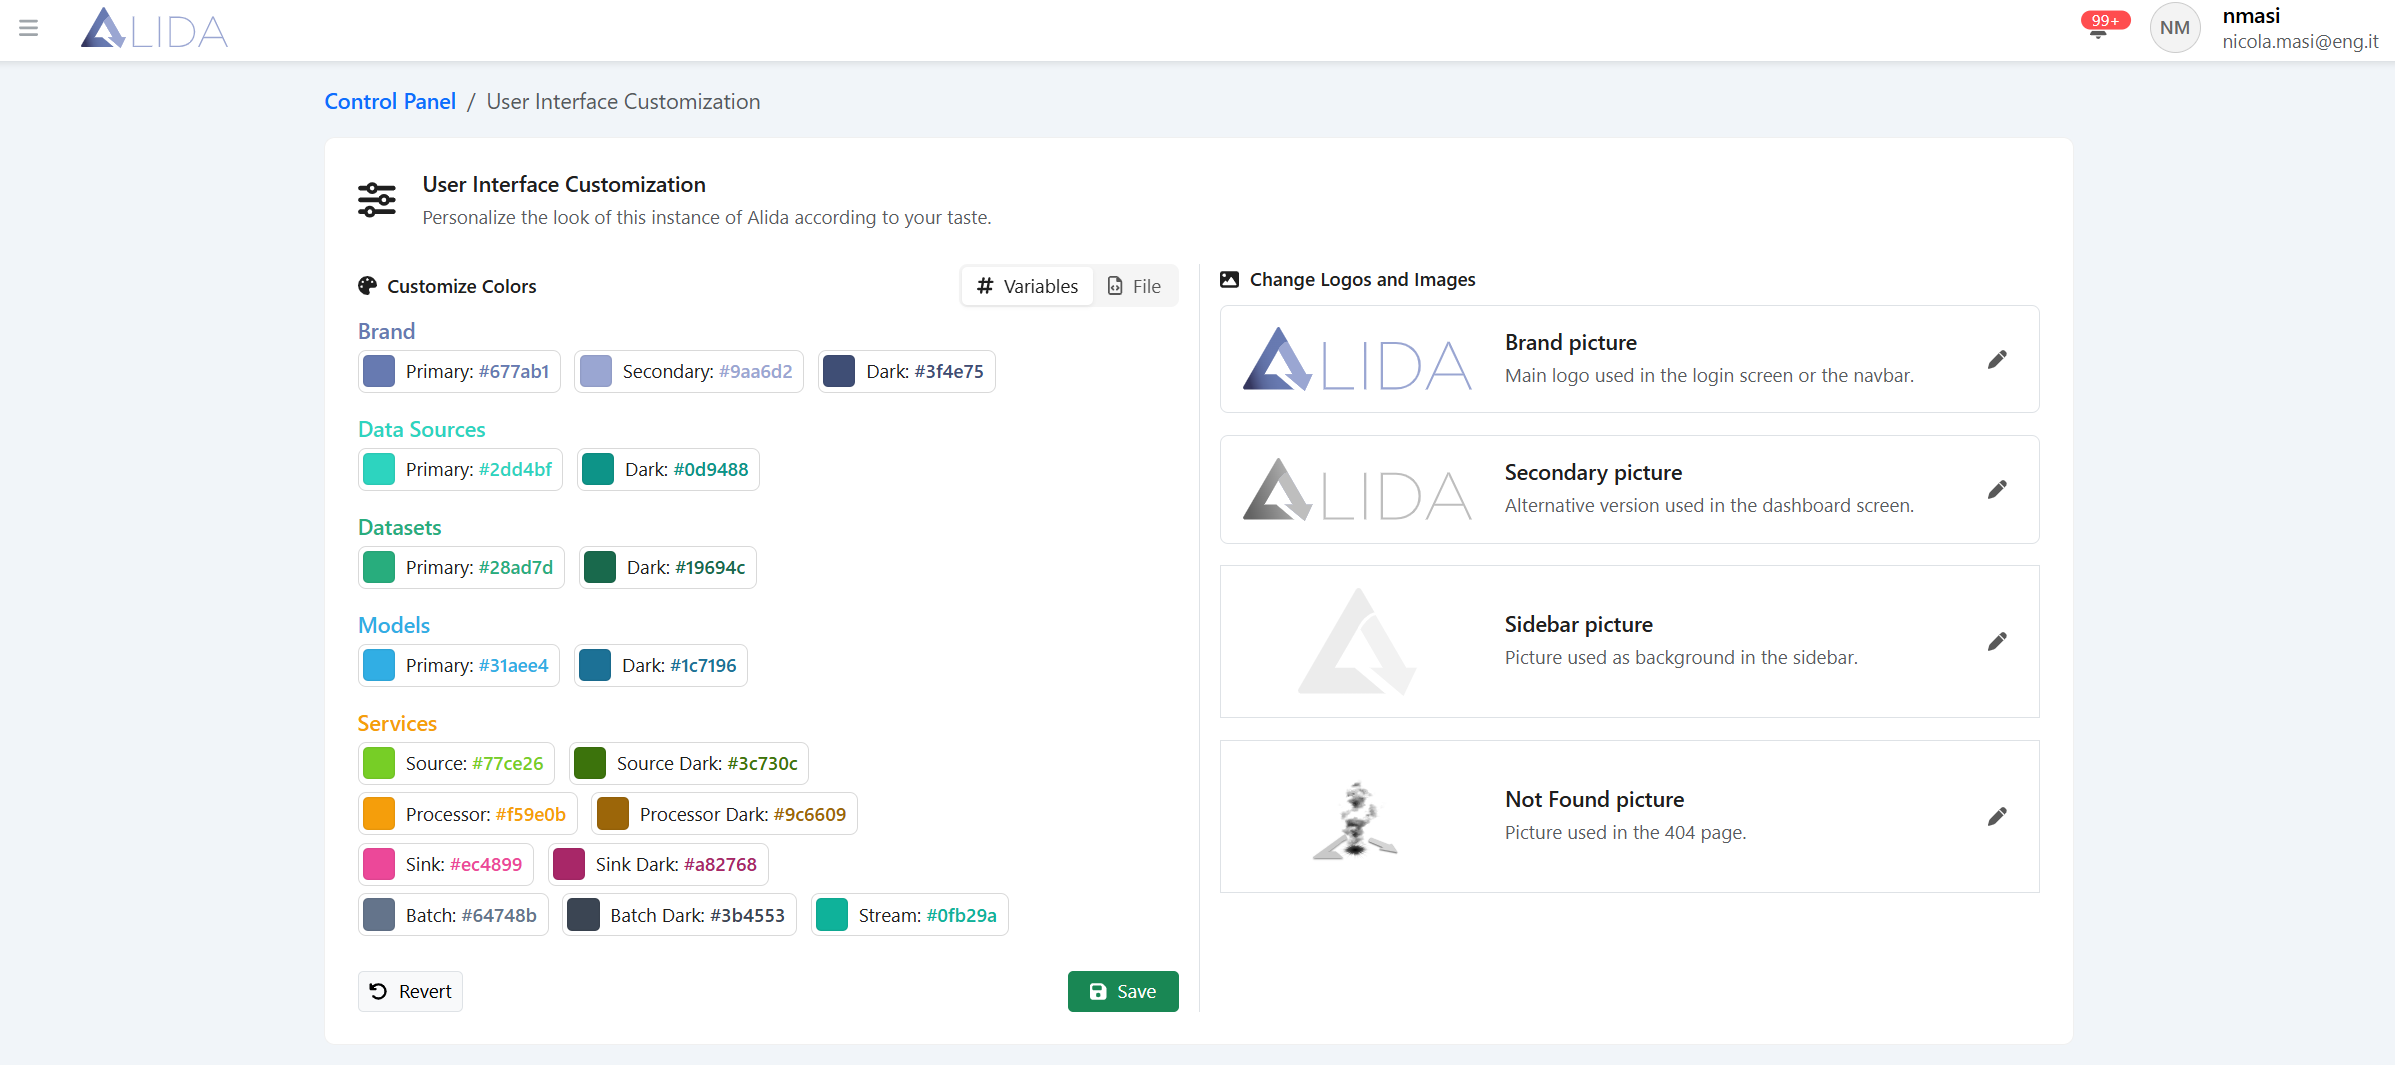 ALIDA
99+
NM
nmasi
nicola.masi@eng.it
Control Panel / User Interface Customization
User Interface Customization
Personalize the look of this instance of Alida according to your taste.
Customize Colors
Variables
File
Brand
Primary: #677ab1
Secondary: #9aa6d2
Dark: #3f4e75
Data Sources
Primary: #2dd4bf
Dark: #0d9488
Datasets
Primary: #28ad7d
Dark: #19694c
Models
Primary: #31aee4
Dark: #1c7196
Services
Source: #77ce26
Source Dark: #3c730c
Processor: #f59e0b
Processor Dark: #9c6609
Sink: #ec4899
Sink Dark: #a82768
Batch: #64748b
Batch Dark: #3b4553
Stream: #0fb29a
Revert
Save
Change Logos and Images
ALIDA
Brand picture
Main logo used in the login screen or the navbar.
ALIDA
Secondary picture
Alternative version used in the dashboard screen.
Sidebar picture
Picture used as background in the sidebar.
Not Found picture
Picture used in the 404 page.